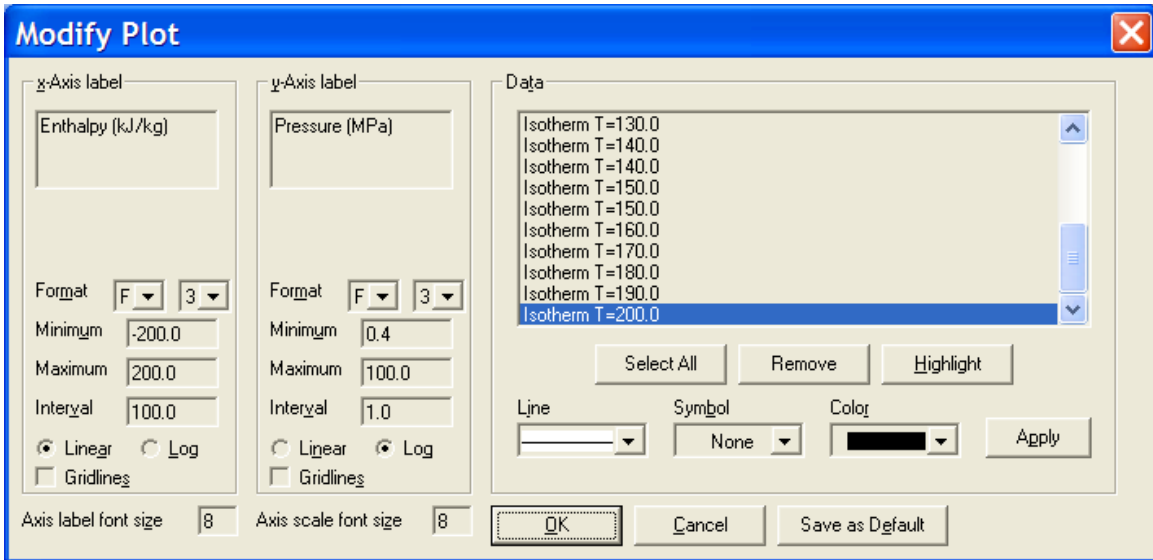 Modify Plot
x-Axis label
Enthalpy (kJ/kg)
Format F 3
Minimum -200.0
Maximum 200.0
Interval 100.0
Linear Log
Gridlines
y-Axis label
Pressure (MPa)
Format F 3
Minimum 0.4
Maximum 100.0
Interval 1.0
Linear Log
Gridlines
Axis label font size 8
Axis scale font size 8
Data
Isotherm T=130.0
Isotherm T=140.0
Isotherm T=140.0
Isotherm T=150.0
Isotherm T=150.0
Isotherm T=160.0
Isotherm T=170.0
Isotherm T=180.0
Isotherm T=190.0
Isotherm T=200.0
Select All Remove Highlight
Line Symbol Color
None
Apply
OK Cancel Save as Default